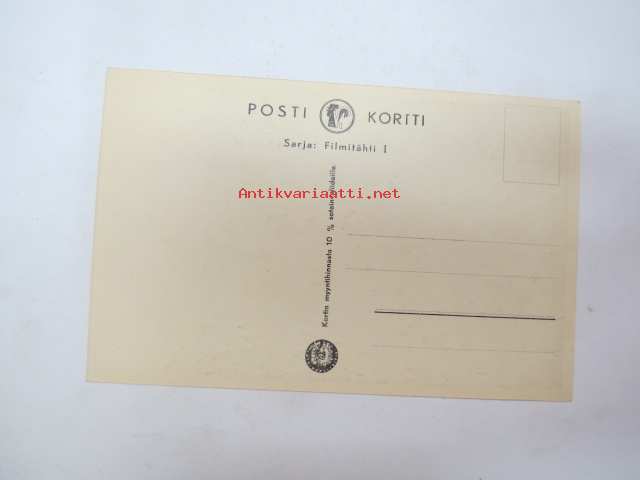 POSTI KORTTI
Sarja: Filmitähti I
Antikvariaatti.net
Kortin myyntihinnasta 10 % sotainvalideille.